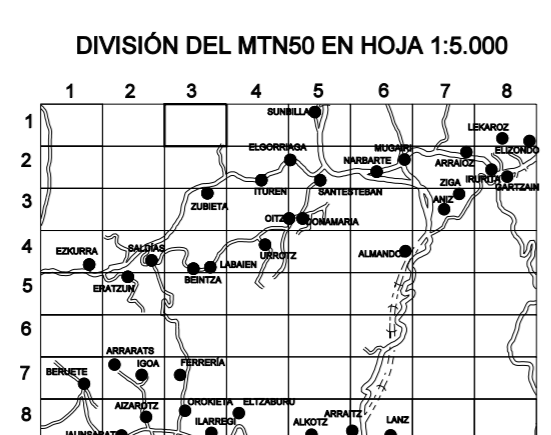 DIVISIÓN DEL MTN50 EN HOJA 1:5.000
1 2 3 4 5 6 7 8
1
SUNBILLA
LEKAROZ
ELIZONDO
2
ELGORRIAGA
NARBARTE
MUGAIRI
ARRAIOZ
IRURITA
GARTZAIN
ITUREN
SANTESTEBAN
ZIGA
3
ZUBIETA
ANIZ
OITZ
DONAMARIA
4
EZKURRA
SALDÍAS
URROTZ
ALMANDOZ
LABAIEN
BEINTZA
5
ERATZUN
6
ARRARATS
7
BERUETE
IGOA
FERRERÍA
8
AIZAROTZ
OROKIETA
ELTZABURU
ILARREGI
ALKOTZ
ARRAITZ
LANZ